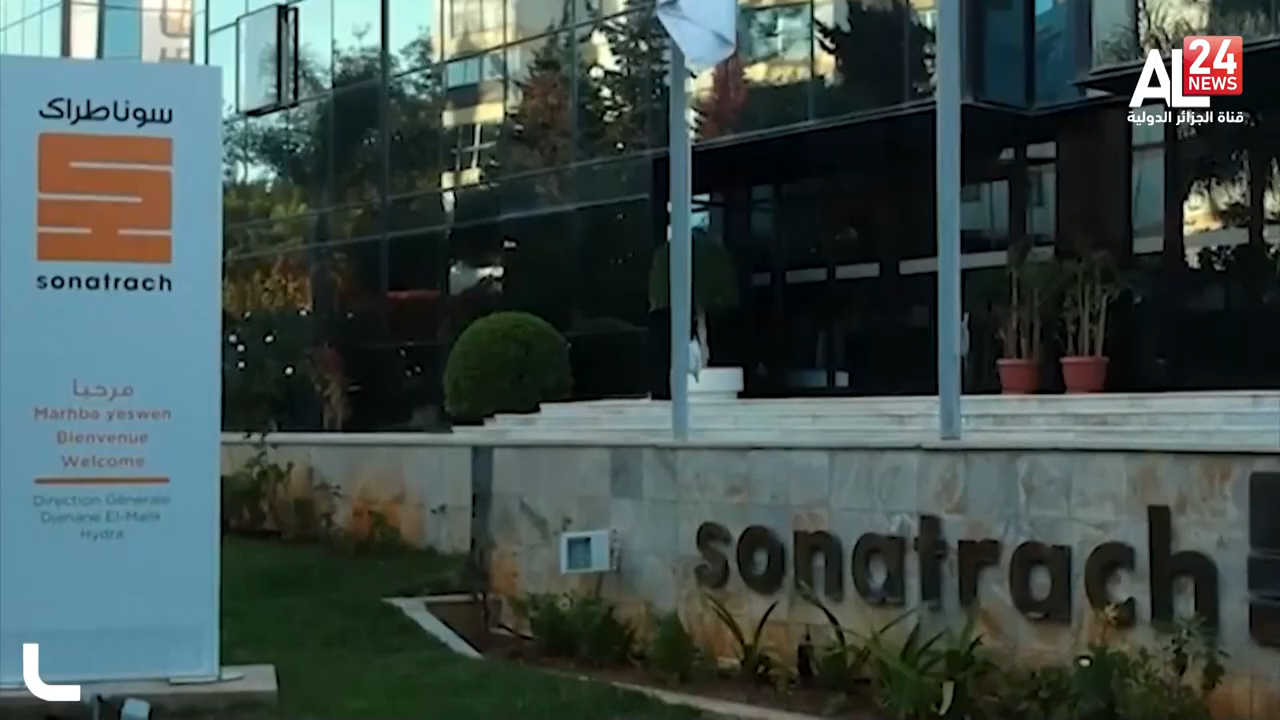 سوناطراك
sonatrach
مرحبا
Marhba yeswen
Bienvenue
Welcome
Direction Générale
Djenane El-Malik
Hydra
sonatrach
AL 24 NEWS
قناة الجزائر الدولية